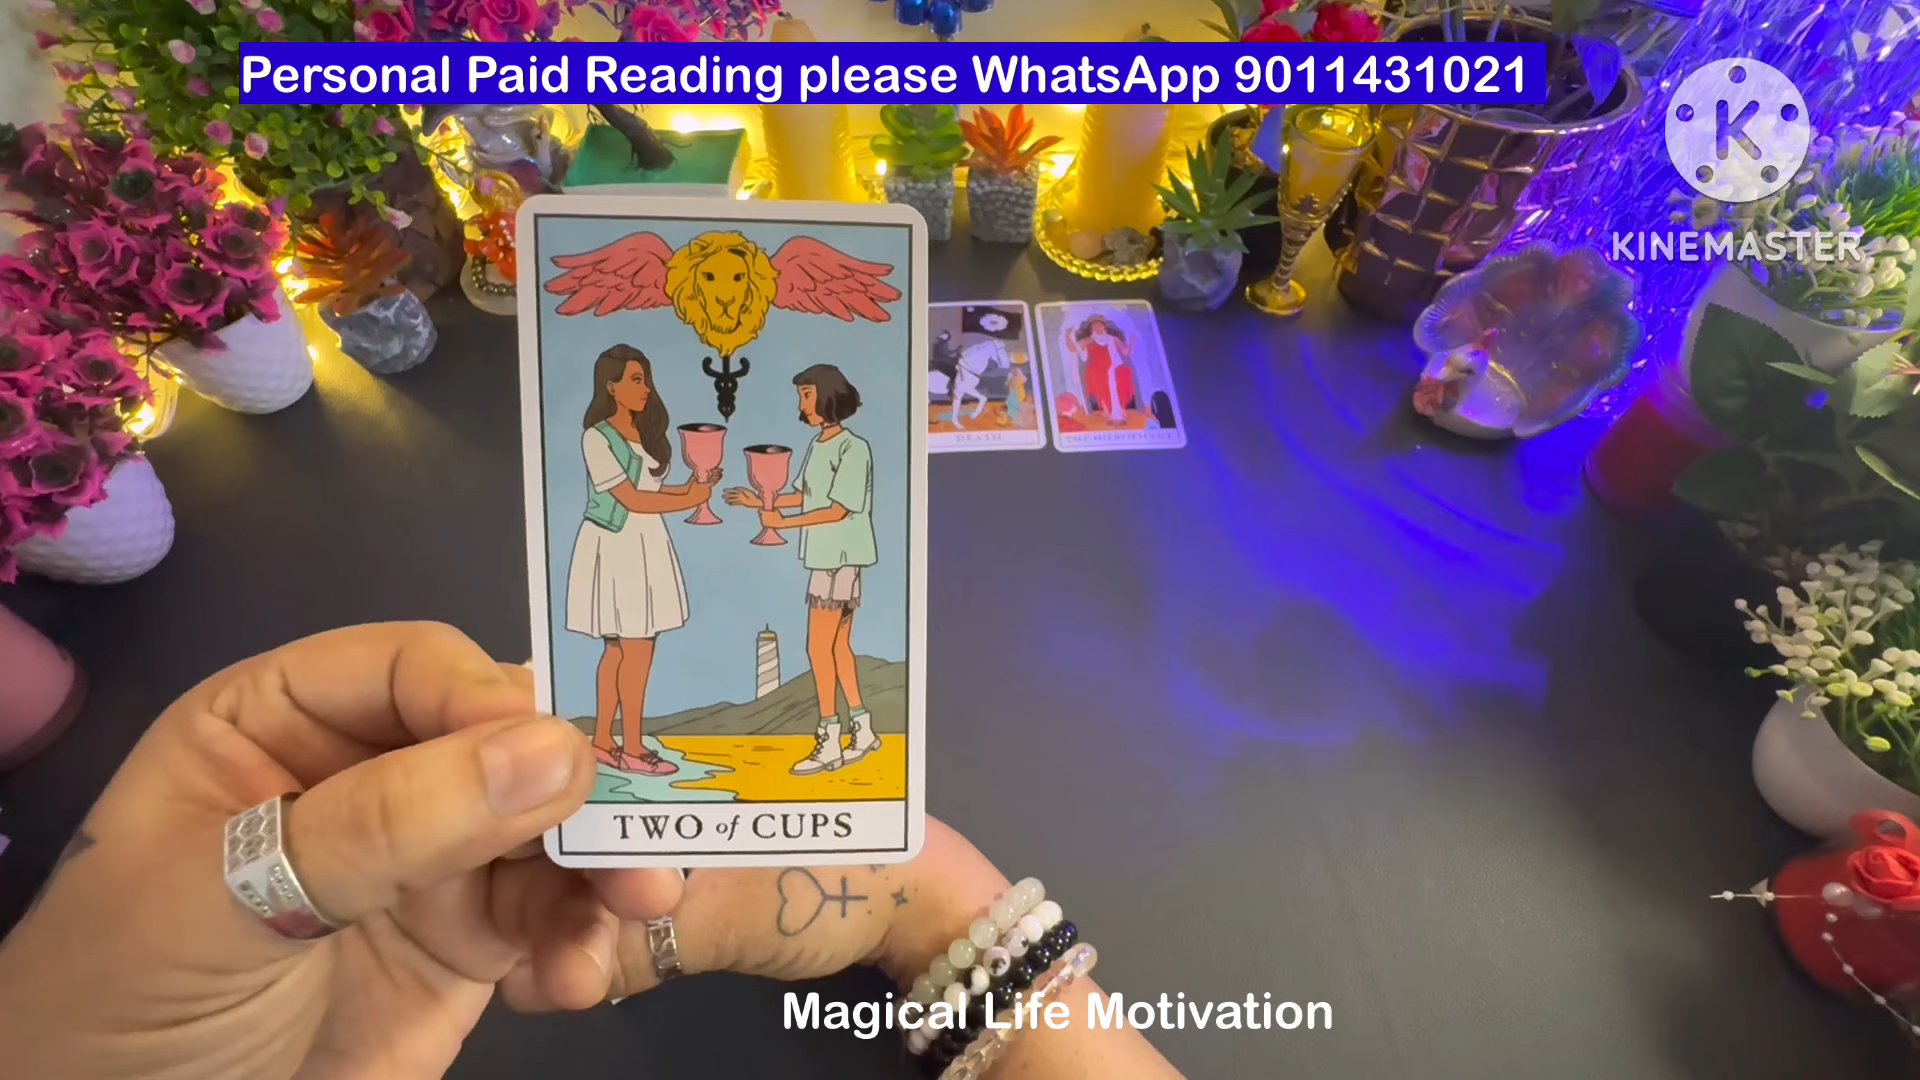 Personal Paid Reading please WhatsApp 9011431021
K
KINEMASTER
DEATH
THE HIEROPHANT
TWO of CUPS
Magical Life Motivation